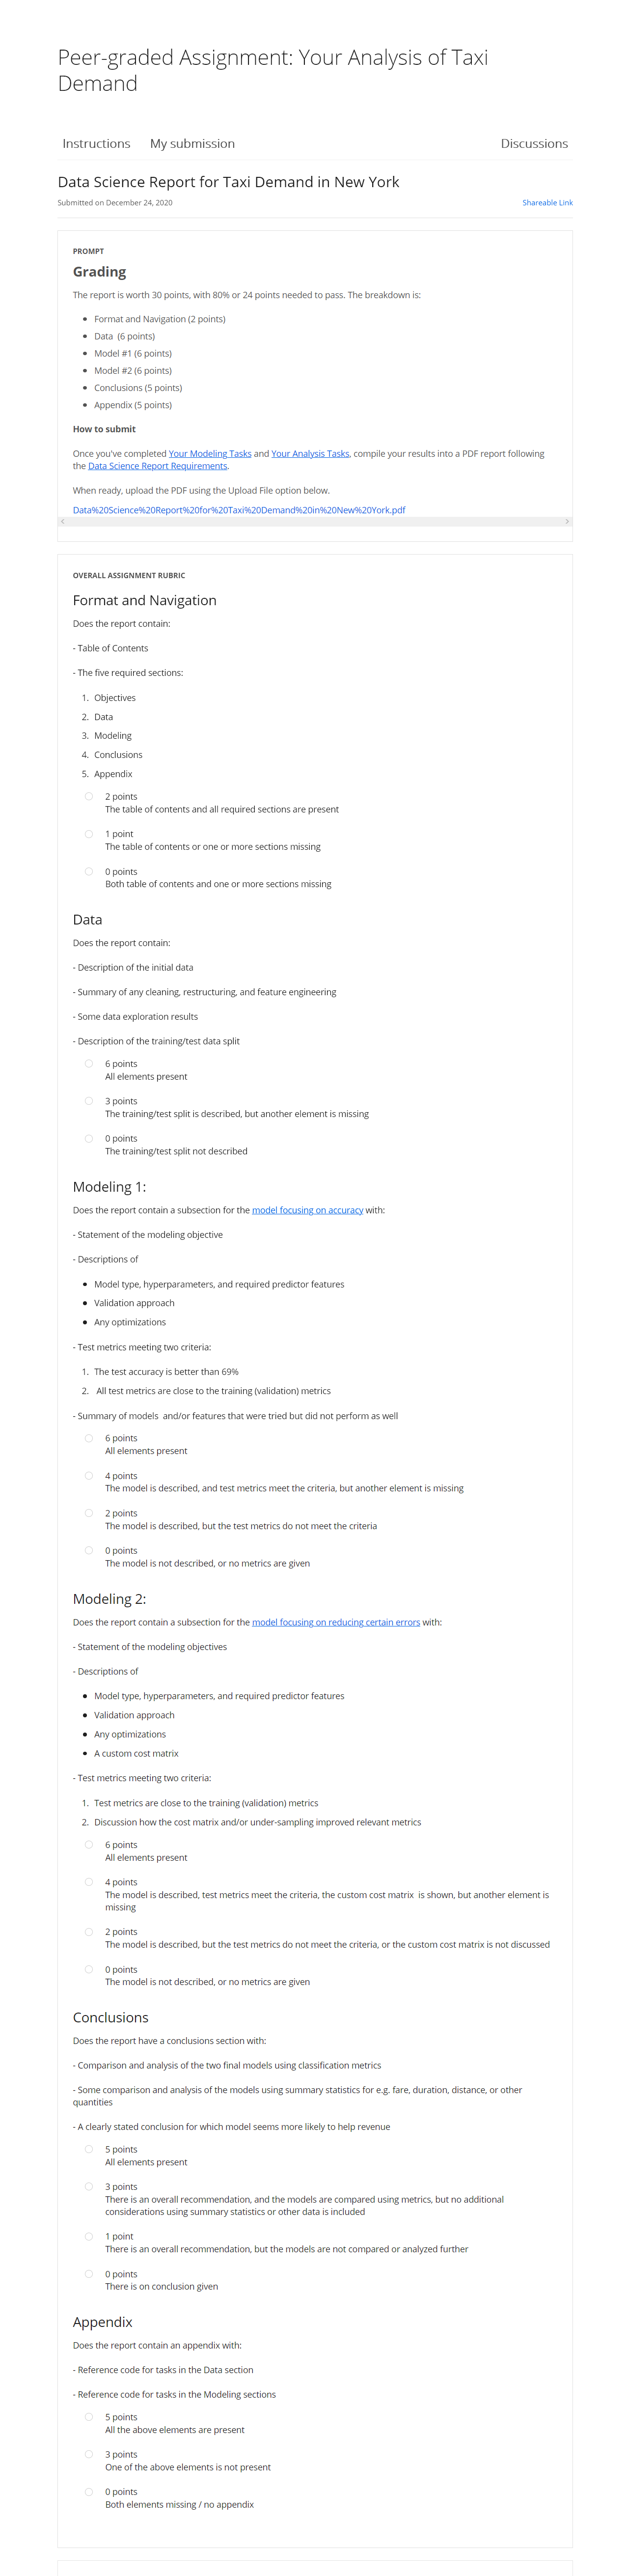 Peer-graded Assignment: Your Analysis of Taxi
Demand
Instructions My submission Discussions
Data Science Report for Taxi Demand in New York
Submitted on December 24, 2020 Shareable Link
PROMPT
Grading
The report is worth 30 points, with 80% or 24 points needed to pass. The breakdown is:
Format and Navigation (2 points)
Data (6 points)
Model #1 (6 points)
Model #2 (6 points)
Conclusions (5 points)
Appendix (5 points)
How to submit
Once you've completed Your Modeling Tasks and Your Analysis Tasks, compile your results into a PDF report following
the Data Science Report Requirements.
When ready, upload the PDF using the Upload File option below.
Data%20Science%20Report%20for%20Taxi%20Demand%20in%20New%20York.pdf
OVERALL ASSIGNMENT RUBRIC
Format and Navigation
Does the report contain:
- Table of Contents
- The five required sections:
1. Objectives
2. Data
3. Modeling
4. Conclusions
5. Appendix
2 points
The table of contents and all required sections are present
1 point
The table of contents or one or more sections missing
0 points
Both table of contents and one or more sections missing
Data
Does the report contain:
- Description of the initial data
- Summary of any cleaning, restructuring, and feature engineering
- Some data exploration results
- Description of the training/test data split
6 points
All elements present
3 points
The training/test split is described, but another element is missing
0 points
The training/test split not described
Modeling 1:
Does the report contain a subsection for the model focusing on accuracy with:
- Statement of the modeling objective
- Descriptions of
Model type, hyperparameters, and required predictor features
Validation approach
Any optimizations
- Test metrics meeting two criteria:
1. The test accuracy is better than 69%
2. All test metrics are close to the training (validation) metrics
- Summary of models and/or features that were tried but did not perform as well
6 points
All elements present
4 points
The model is described, and test metrics meet the criteria, but another element is missing
2 points
The model is described, but the test metrics do not meet the criteria
0 points
The model is not described, or no metrics are given
Modeling 2:
Does the report contain a subsection for the model focusing on reducing certain errors with:
- Statement of the modeling objectives
- Descriptions of
Model type, hyperparameters, and required predictor features
Validation approach
Any optimizations
A custom cost matrix
- Test metrics meeting two criteria:
1. Test metrics are close to the training (validation) metrics
2. Discussion how the cost matrix and/or under-sampling improved relevant metrics
6 points
All elements present
4 points
The model is described, test metrics meet the criteria, the custom cost matrix is shown, but another element is
missing
2 points
The model is described, but the test metrics do not meet the criteria, or the custom cost matrix is not discussed
0 points
The model is not described, or no metrics are given
Conclusions
Does the report have a conclusions section with:
- Comparison and analysis of the two final models using classification metrics
- Some comparison and analysis of the models using summary statistics for e.g. fare, duration, distance, or other
quantities
- A clearly stated conclusion for which model seems more likely to help revenue
5 points
All elements present
3 points
There is an overall recommendation, and the models are compared using metrics, but no additional
considerations using summary statistics or other data is included
1 point
There is an overall recommendation, but the models are not compared or analyzed further
0 points
There is on conclusion given
Appendix
Does the report contain an appendix with:
- Reference code for tasks in the Data section
- Reference code for tasks in the Modeling sections
5 points
All the above elements are present
3 points
One of the above elements is not present
0 points
Both elements missing / no appendix